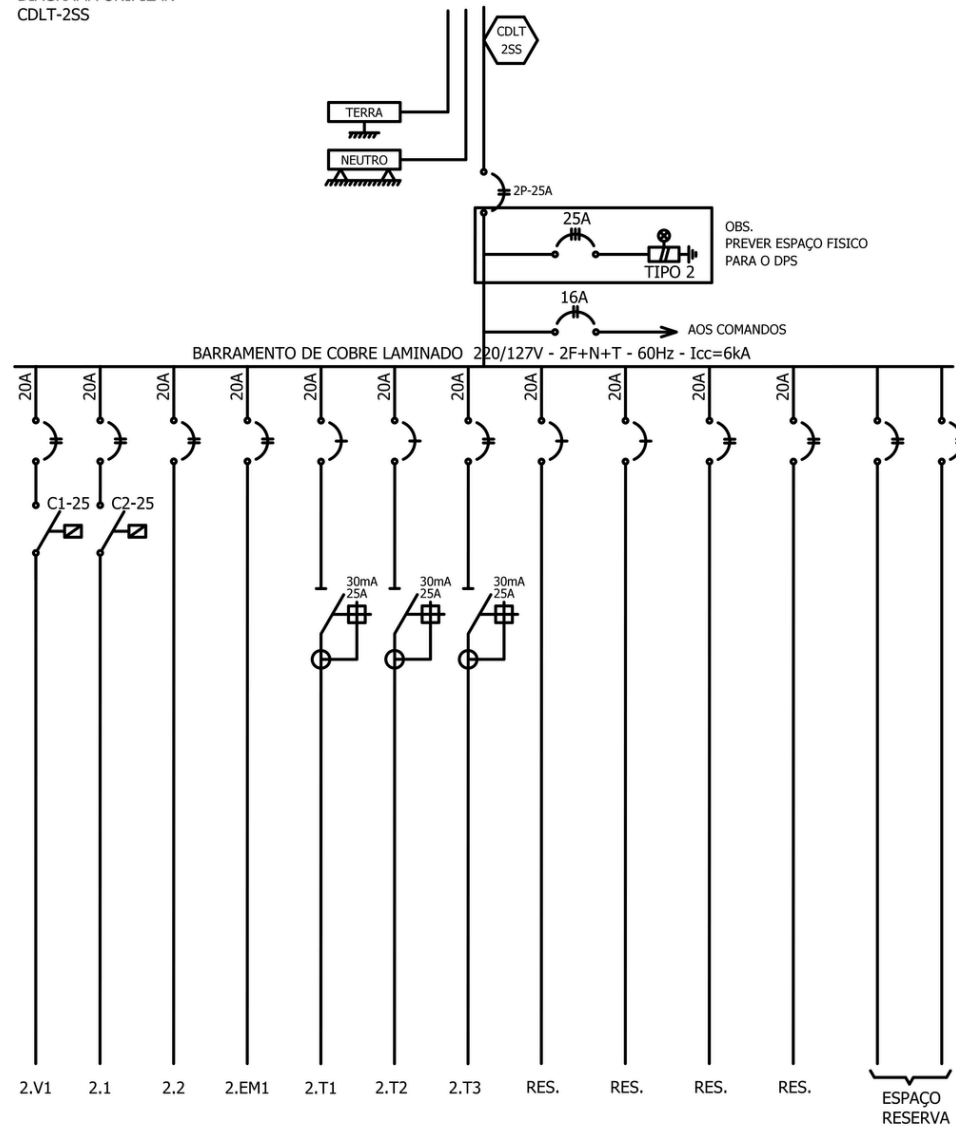 CDLT-2SS
CDLT
2SS
TERRA
NEUTRO
2P-25A
25A
TIPO 2
OBS.
PREVER ESPAÇO FISICO
PARA O DPS
16A
AOS COMANDOS
BARRAMENTO DE COBRE LAMINADO 220/127V - 2F+N+T - 60Hz - Icc=6kA
20A 20A 20A 20A 20A 20A 20A 20A 20A 20A 20A
C1-25 C2-25
30mA 30mA 30mA
25A 25A 25A
2.V1 2.1 2.2 2.EM1 2.T1 2.T2 2.T3 RES. RES. RES. RES.
ESPAÇO
RESERVA